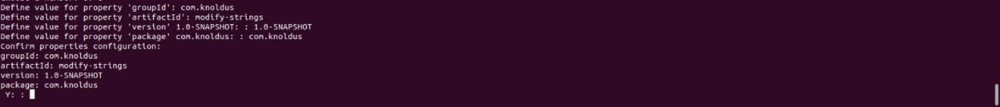 Define value for property 'groupId': com.knoldus
Define value for property 'artifactId': modify-strings
Define value for property 'version' 1.0-SNAPSHOT: : 1.0-SNAPSHOT
Define value for property 'package' com.knoldus: : com.knoldus
Confirm properties configuration:
groupId: com.knoldus
artifactId: modify-strings
version: 1.0-SNAPSHOT
package: com.knoldus
Y: :